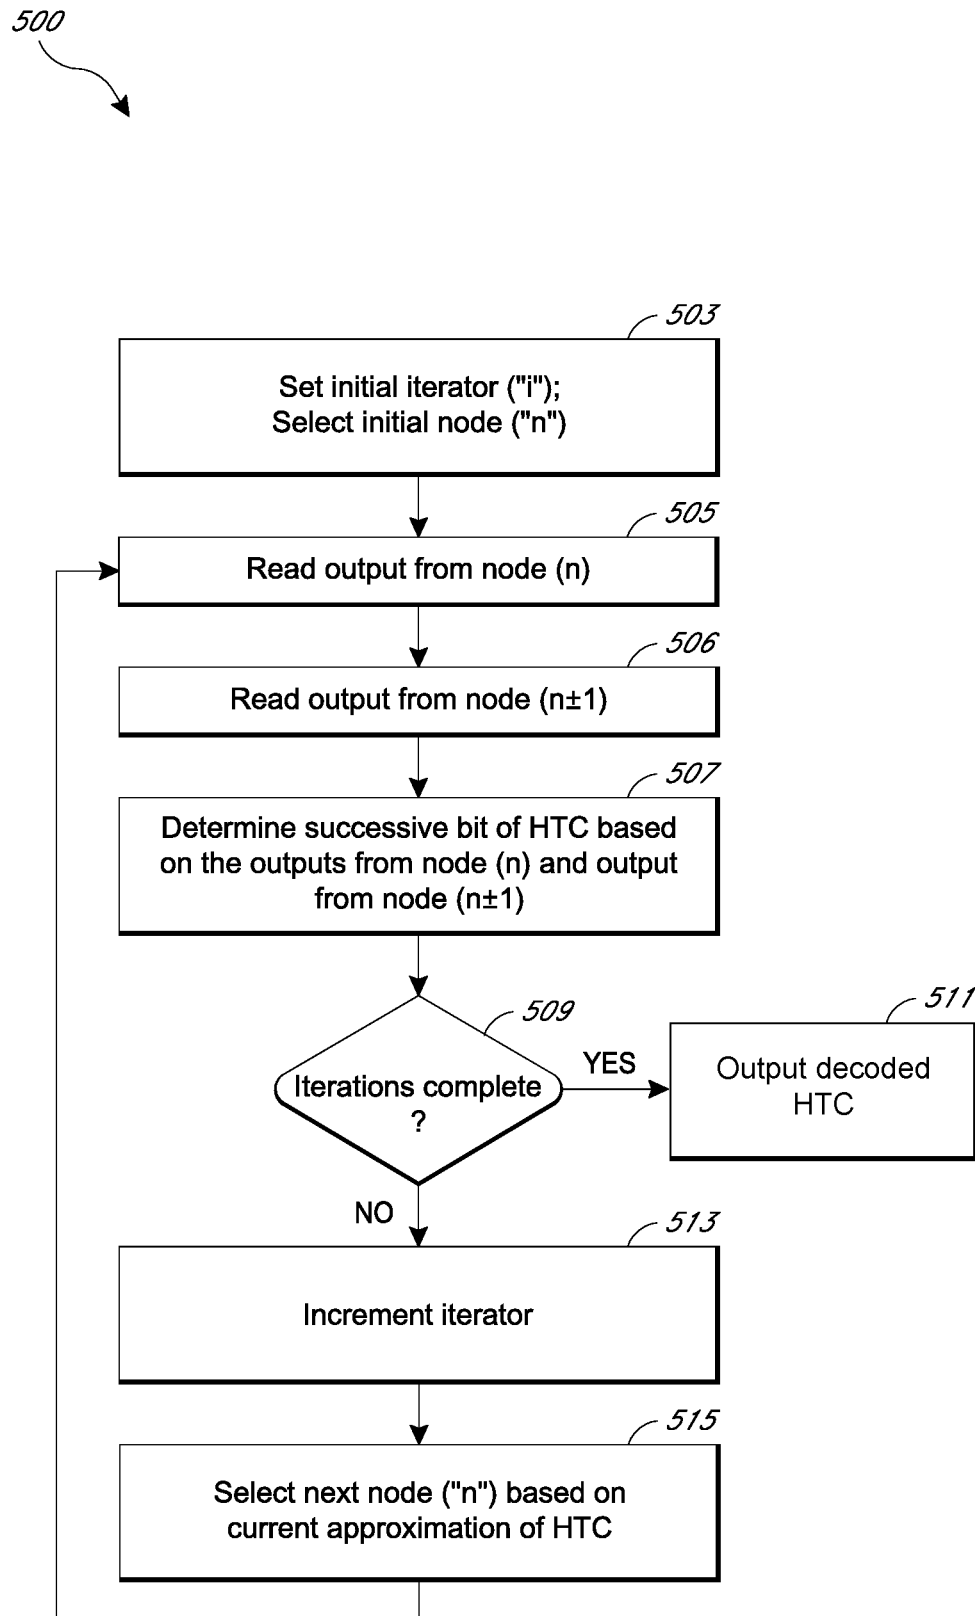 500
503
Set initial iterator ("i");
Select initial node ("n")
505
Read output from node (n)
506
Read output from node (n±1)
507
Determine successive bit of HTC based
on the outputs from node (n) and output
from node (n±1)
509
Iterations complete
?
YES
511
Output decoded
HTC
NO
513
Increment iterator
515
Select next node ("n") based on
current approximation of HTC